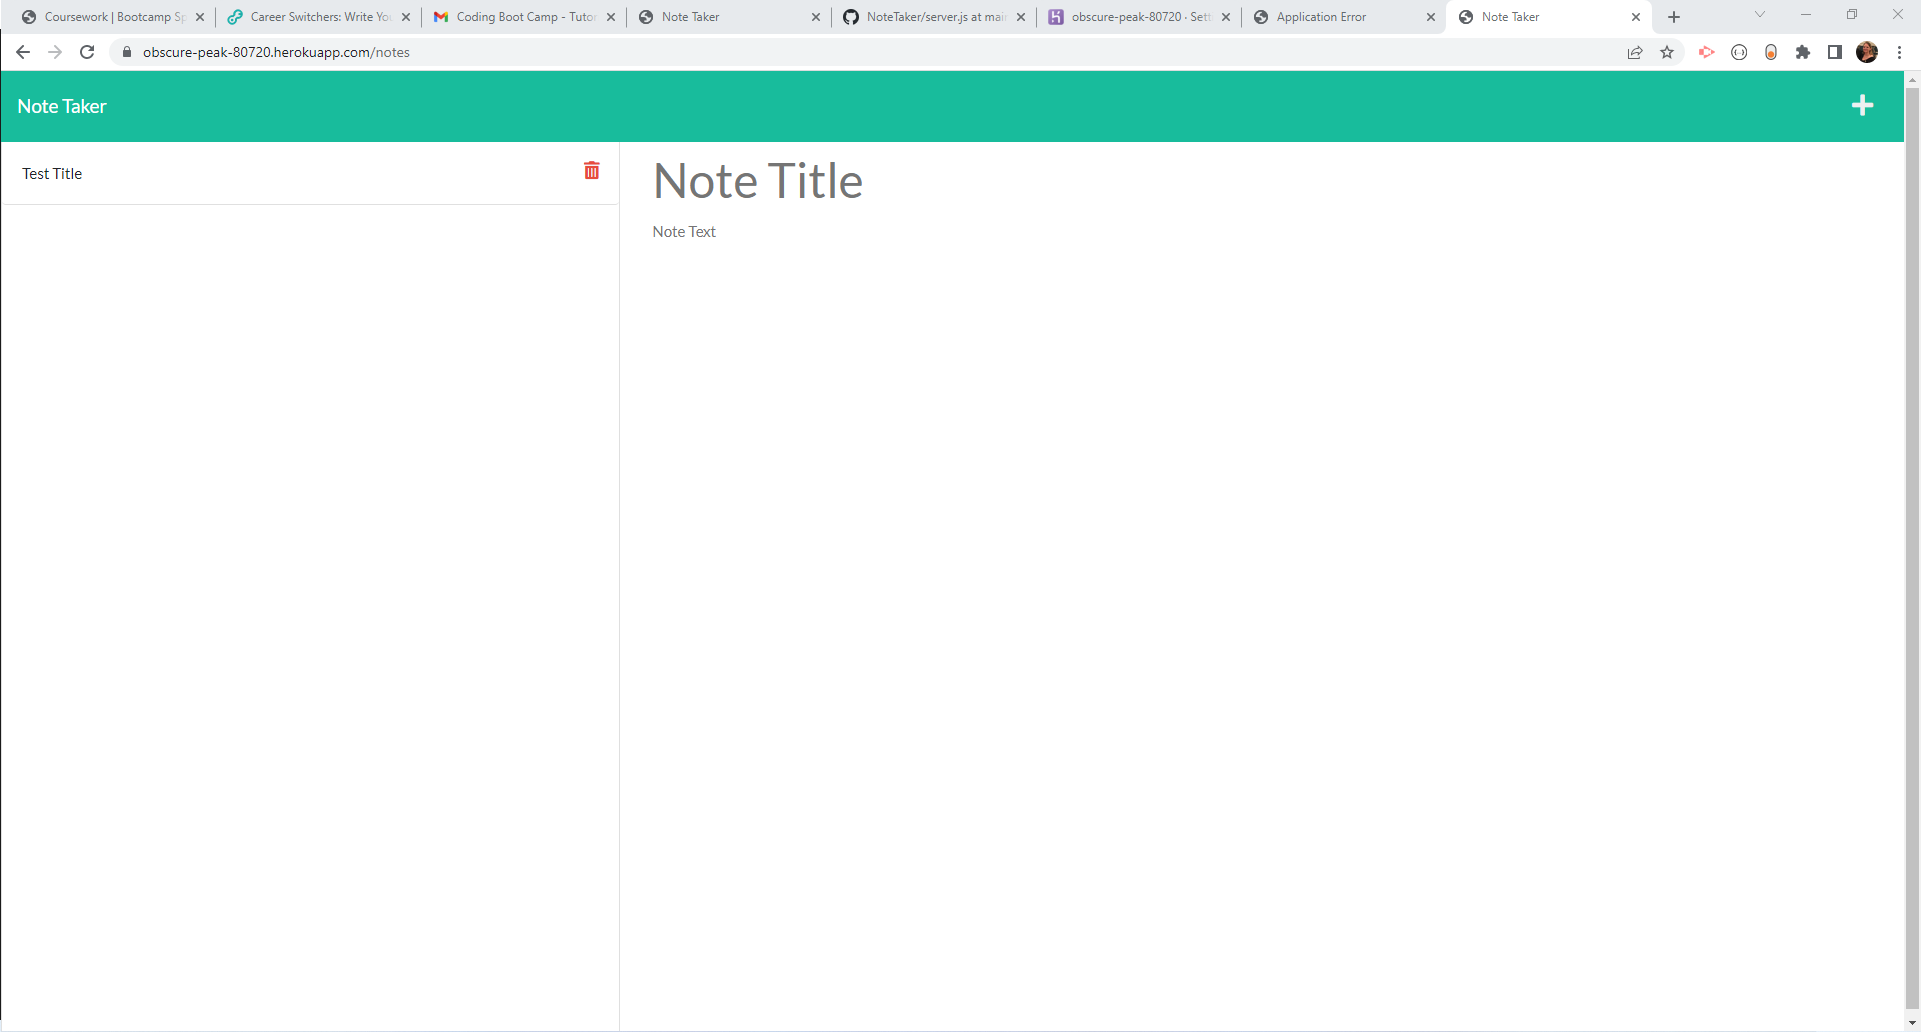 Coursework | Bootcamp Sp
Career Switchers: Write You
Coding Boot Camp - Tutor
Note Taker
NoteTaker/server.js at main
obscure-peak-80720 · Sett
Application Error
Note Taker
obscure-peak-80720.herokuapp.com/notes
Note Taker
Test Title
Note Title
Note Text